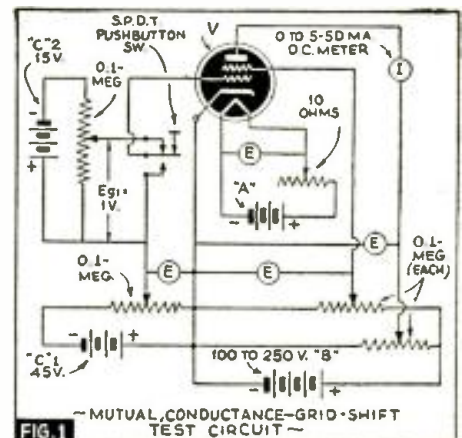 "C"2
15V.
0.1-
MEG
S.P.D.T.
PUSHBUTTON
SW.
V
0 TO 5-50 MA
D.C. METER
I
10
OHMS
E
"A"
- +
-
+
Eg1=
1V.
0.1-
MEG.
E
E
E
0.1-
MEG
(EACH)
- +
"C"1
45V.
100 TO 250 V. "B"
- +
~MUTUAL, CONDUCTANCE-GRID-SHIFT
TEST CIRCUIT~
FIG.1